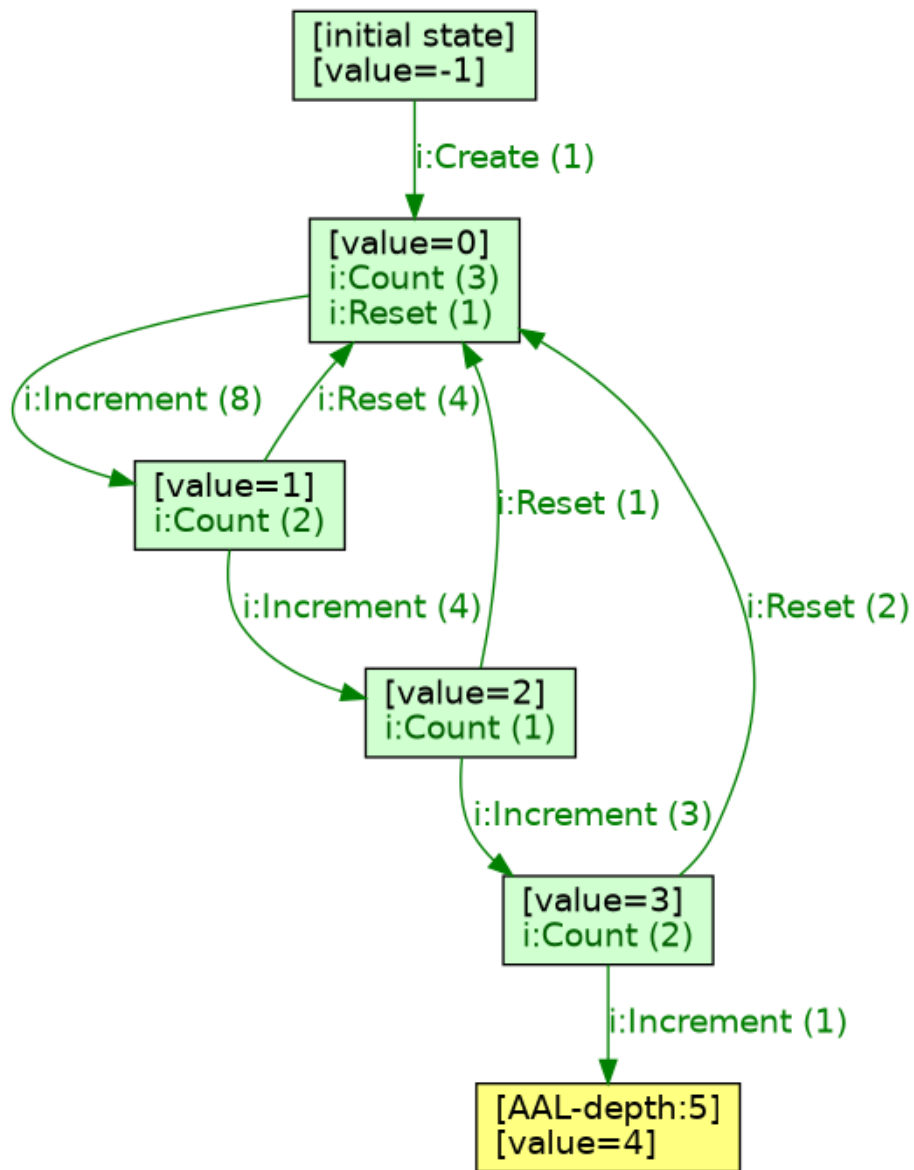 [initial state]
[value=-1]
i:Create (1)
[value=0]
i:Count (3)
i:Reset (1)
i:Increment (8)
i:Reset (4)
[value=1]
i:Count (2)
i:Reset (1)
i:Increment (4)
i:Reset (2)
[value=2]
i:Count (1)
i:Increment (3)
[value=3]
i:Count (2)
i:Increment (1)
[AAL-depth:5]
[value=4]